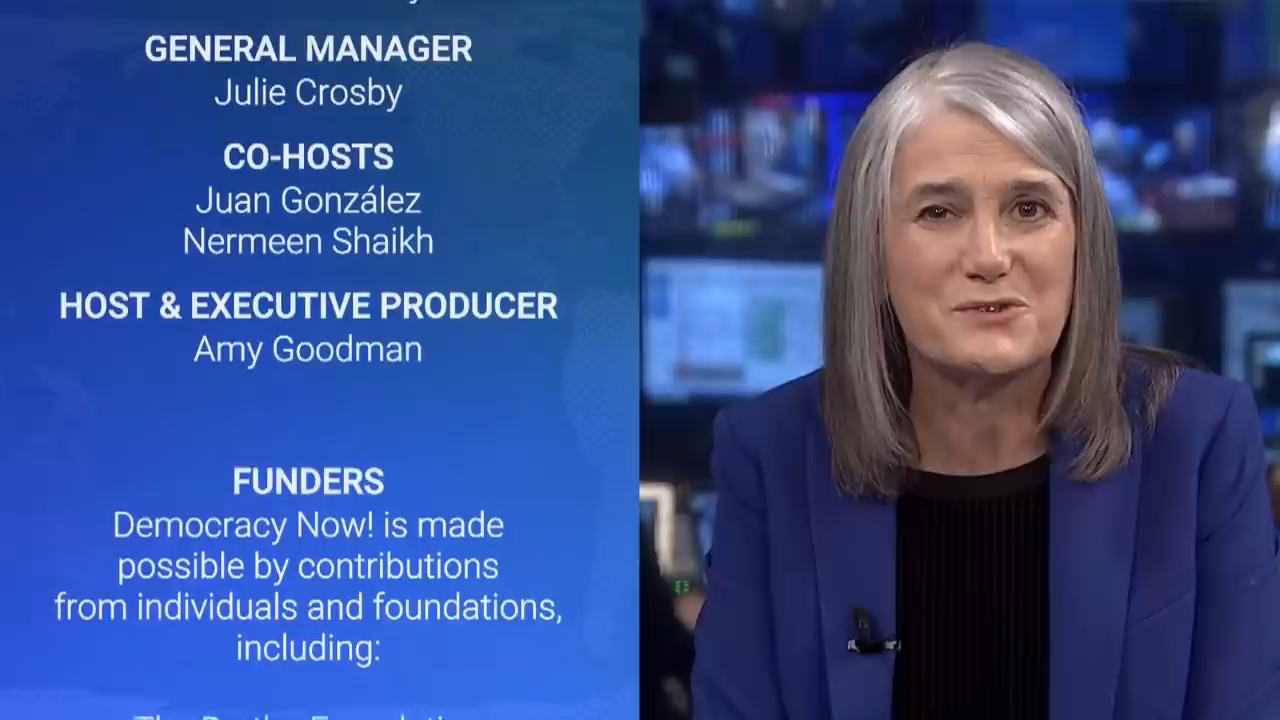 GENERAL MANAGER
Julie Crosby
CO-HOSTS
Juan González
Nermeen Shaikh
HOST & EXECUTIVE PRODUCER
Amy Goodman
FUNDERS
Democracy Now! is made
possible by contributions
from individuals and foundations,
including: